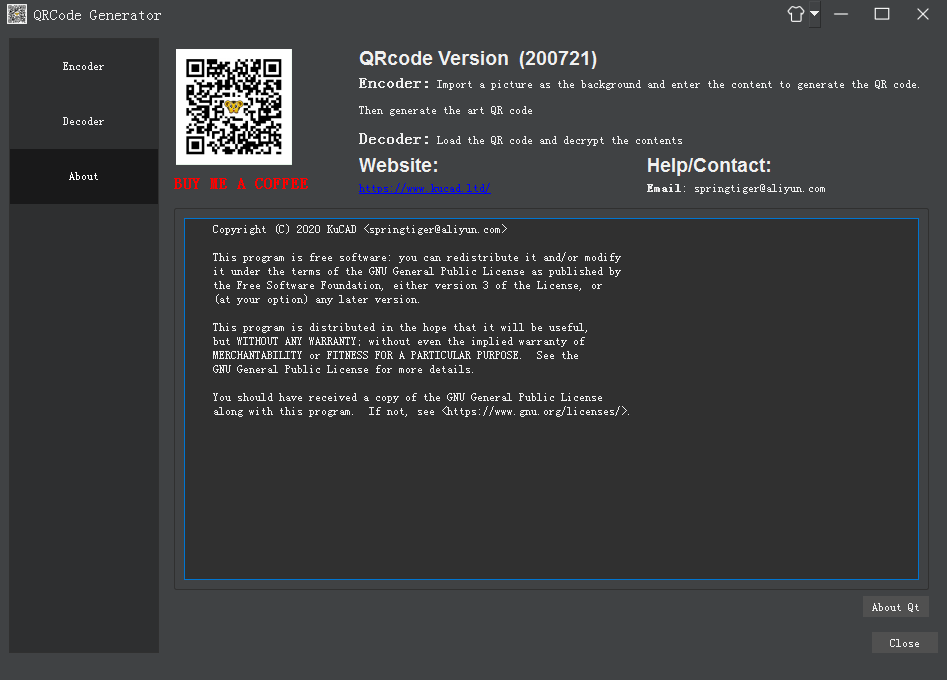 QRCode Generator
Encoder
Decoder
About
BUY ME A COFFEE
QRcode Version (200721)
Encoder: Import a picture as the background and enter the content to generate the QR code.
Then generate the art QR code
Decoder: Load the QR code and decrypt the contents
Website:
https://www.kucad.ltd/
Help/Contact:
Email: springtiger@aliyun.com
Copyright (C) 2020 KuCAD <springtiger@aliyun.com>
This program is free software: you can redistribute it and/or modify
it under the terms of the GNU General Public License as published by
the Free Software Foundation, either version 3 of the License, or
(at your option) any later version.
This program is distributed in the hope that it will be useful,
but WITHOUT ANY WARRANTY; without even the implied warranty of
MERCHANTABILITY or FITNESS FOR A PARTICULAR PURPOSE.  See the
GNU General Public License for more details.
You should have received a copy of the GNU General Public License
along with this program.  If not, see <https://www.gnu.org/licenses/>.
About Qt
Close